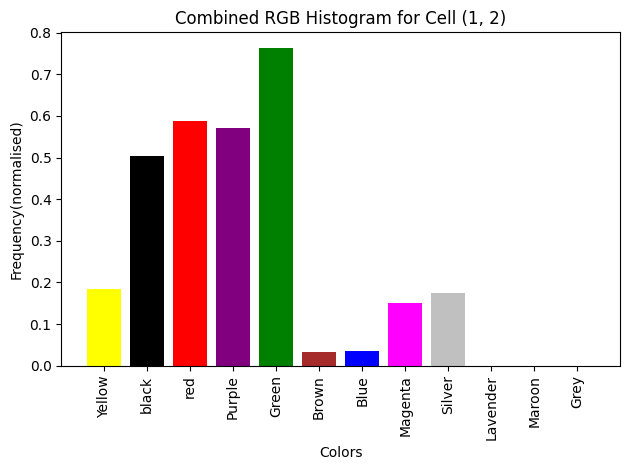 Combined RGB Histogram for Cell (1, 2)
Frequency(normalised)
0.8
0.7
0.6
0.5
0.4
0.3
0.2
0.1
0.0
Yellow
black
red
Purple
Green
Brown
Blue
Magenta
Silver
Lavender
Maroon
Grey
Colors